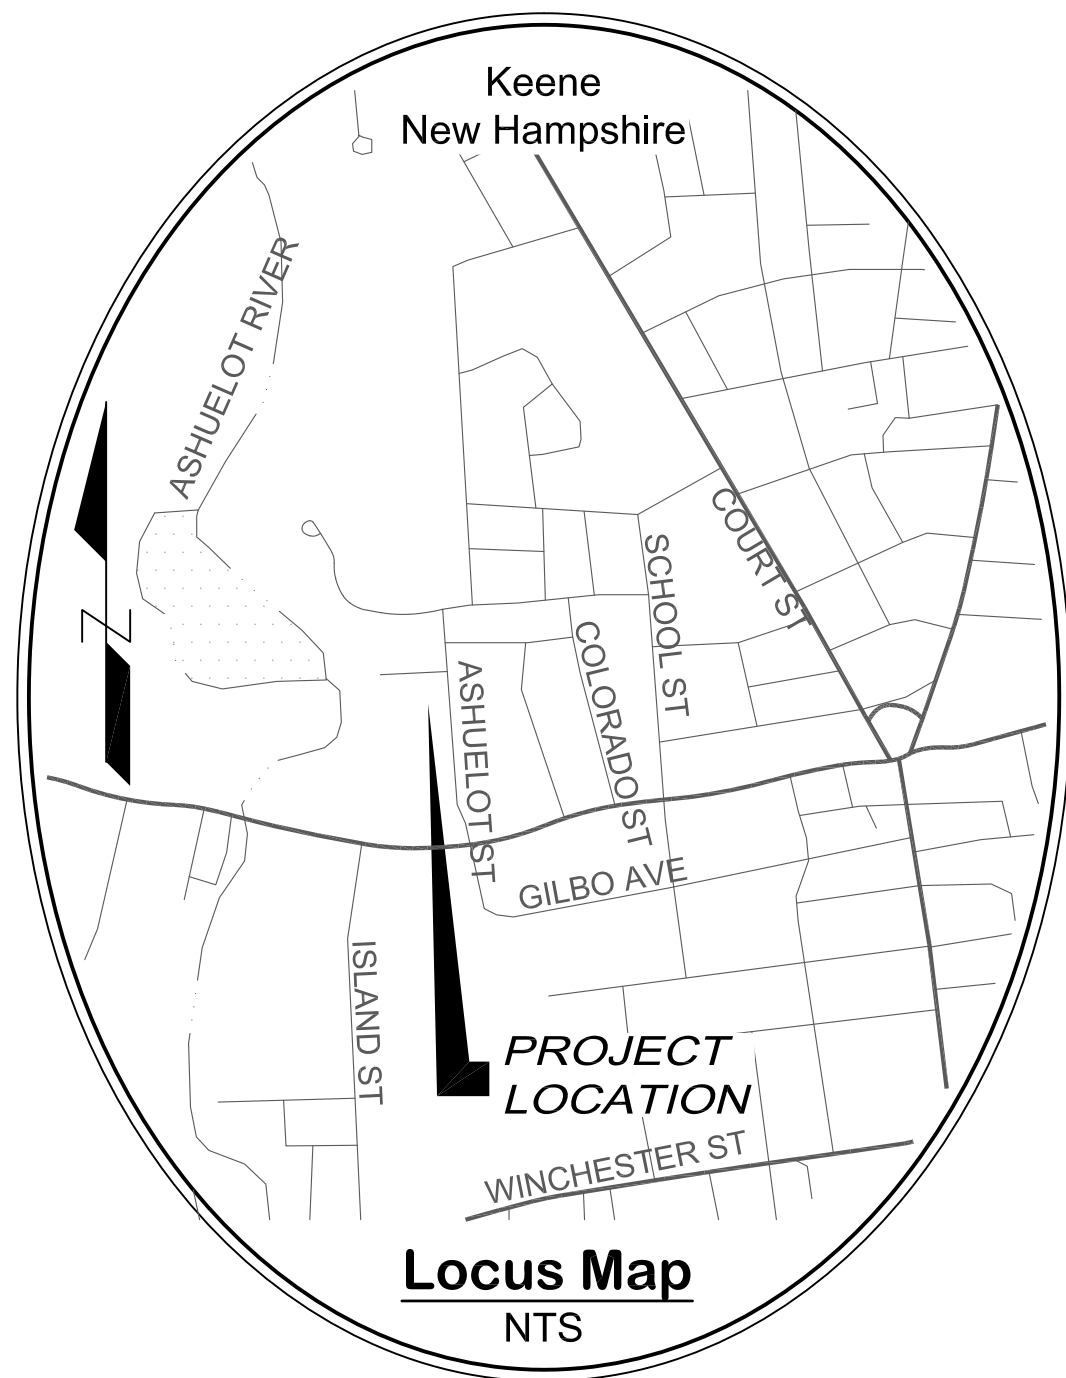 Keene
New Hampshire
ASHUELOT RIVER
COURT ST
SCHOOL ST
COLORADO ST
ASHUELOT ST
GILBO AVE
ISLAND ST
PROJECT
LOCATION
WINCHESTER ST
Locus Map
NTS
N